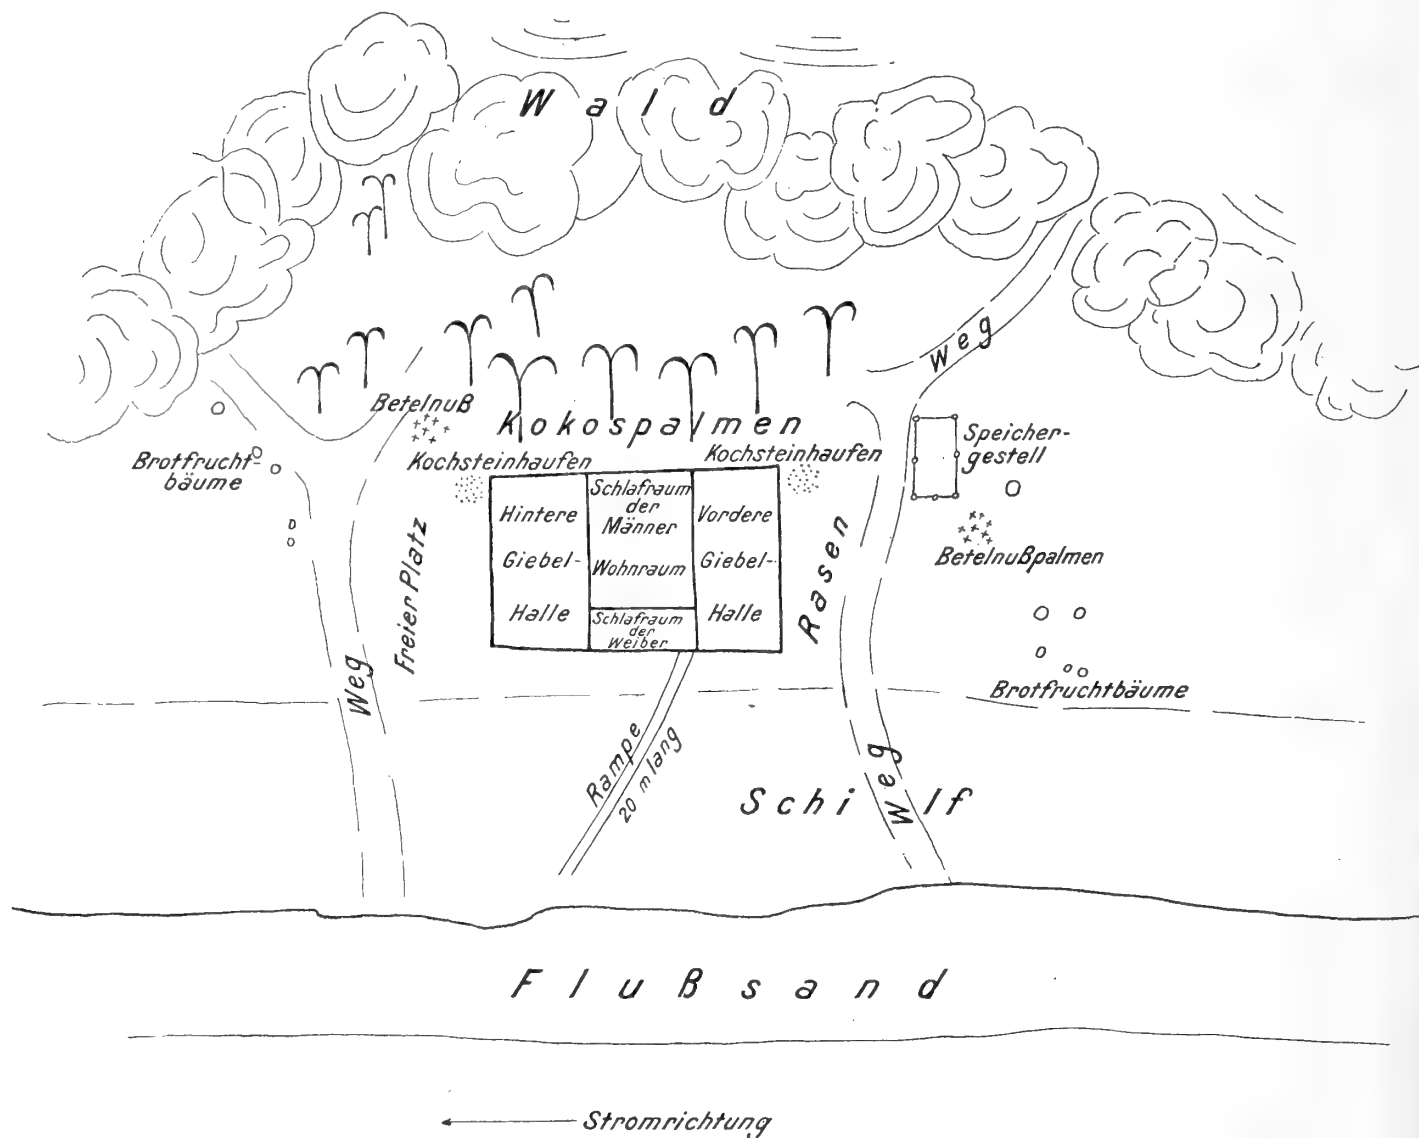 Wald
Weg
Betelnuß
Kokospalmen
Brotfrucht-
bäume
Kochsteinhaufen
Kochsteinhaufen
Speicher-
gestell
Hintere
Giebel-
Halle
Schlafraum
der
Männer
Wohnraum
Schlafraum
der
Weiber
Vordere
Giebel-
Halle
Freier Platz
Rasen
Betelnußpalmen
Weg
Brotfruchtbäume
Rampe
20 m lang
Weg
Schilf
Flußsand
Stromrichtung